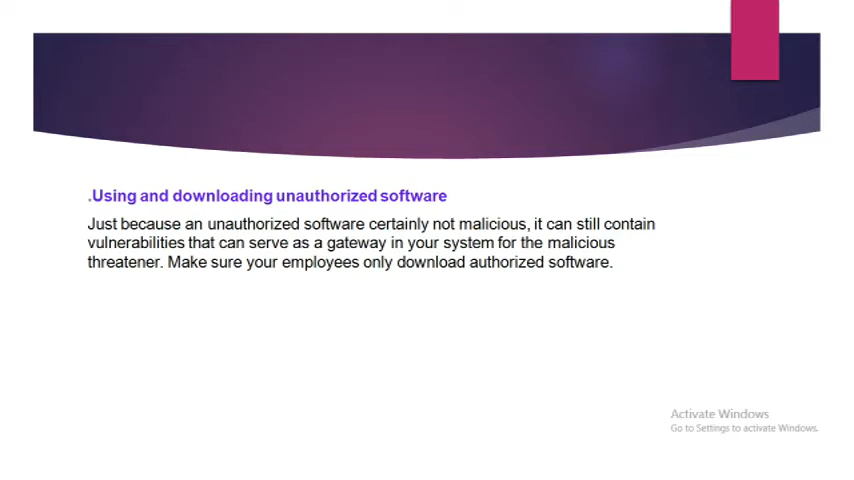 .Using and downloading unauthorized software
Just because an unauthorized software certainly not malicious, it can still contain
vulnerabilities that can serve as a gateway in your system for the malicious
threatener. Make sure your employees only download authorized software.
Activate Windows
Go to Settings to activate Windows.